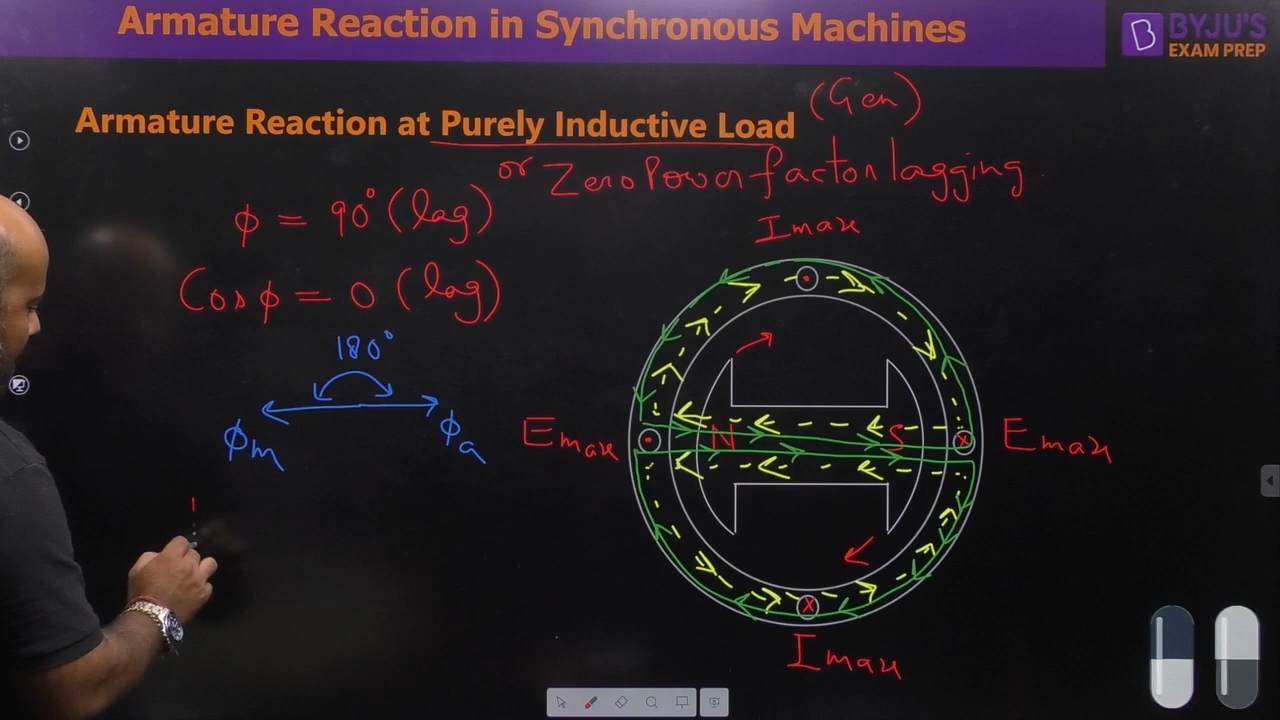 Armature Reaction in Synchronous Machines
BYJU'S
EXAM PREP
Armature Reaction at Purely Inductive Load (Gen)
or Zero Power factor lagging
ϕ = 90° (lag)
Cosϕ = 0 (lag)
180°
ϕm
ϕa
Imax
Emax
N
S
x
Emax
x
Imax